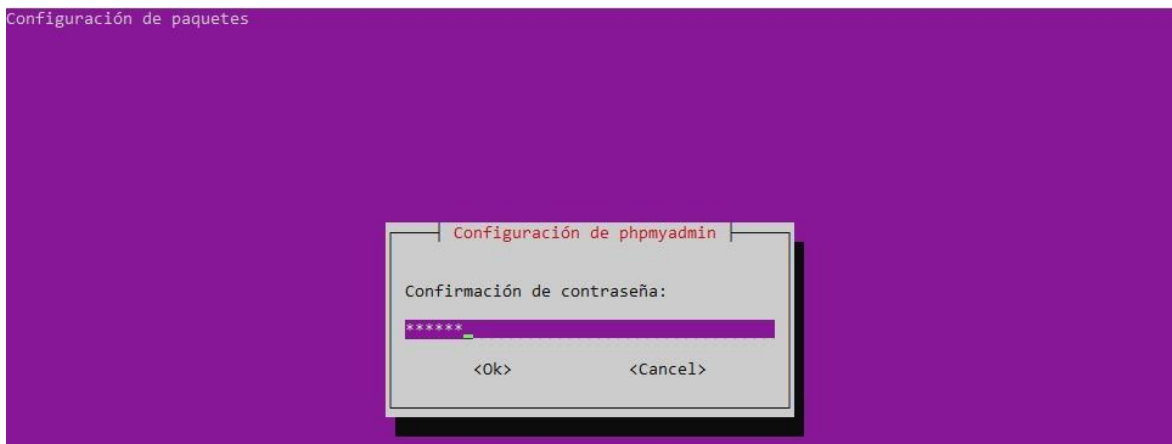 Configuración de paquetes
Configuración de phpmyadmin
Confirmación de contraseña:
******_
<Ok> <Cancel>